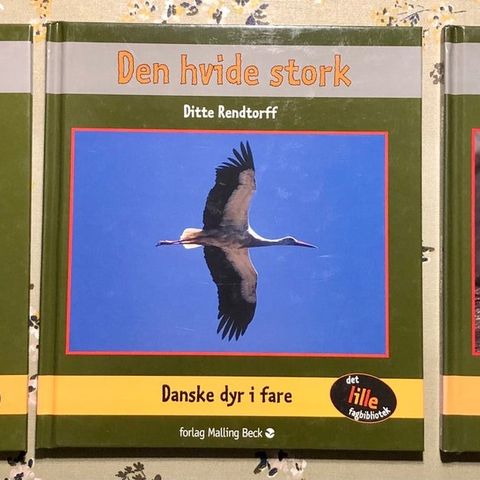 Den hvide stork
Ditte Rendtorff
Danske dyr i fare
det
lille
fagbibliotek
forlag Malling Beck